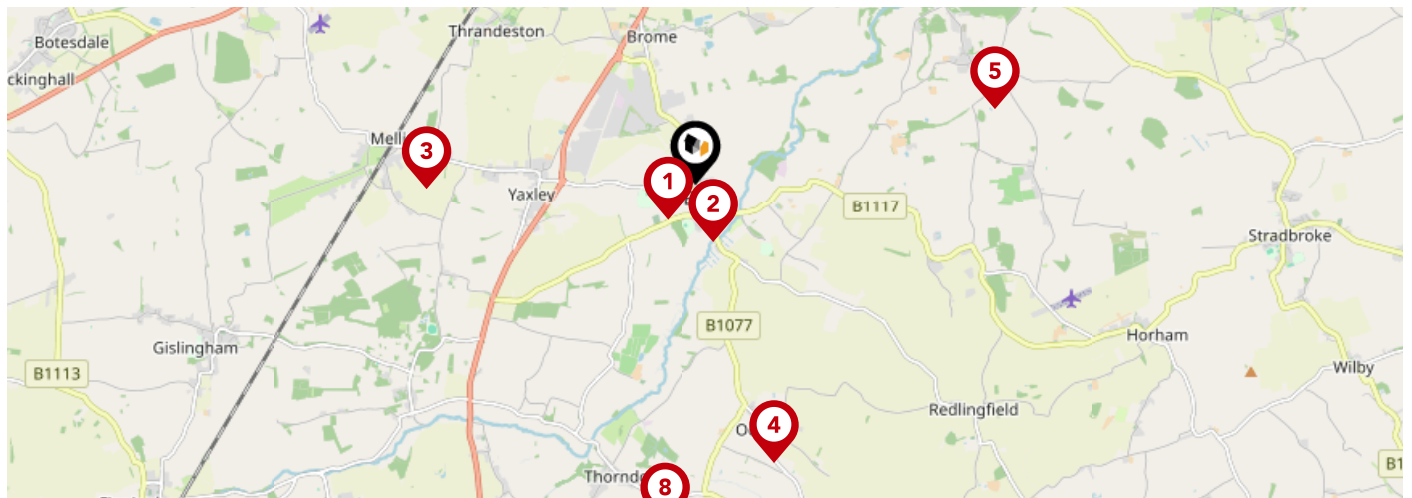 Thrandeston
Brome
Botesdale
ckinghall
5
Melli
3
1
Yaxley
2
B1117
Stradbroke
B1077
Horham
Gislingham
B1113
Wilby
Redlingfield
4
O
B1
Thornd
8